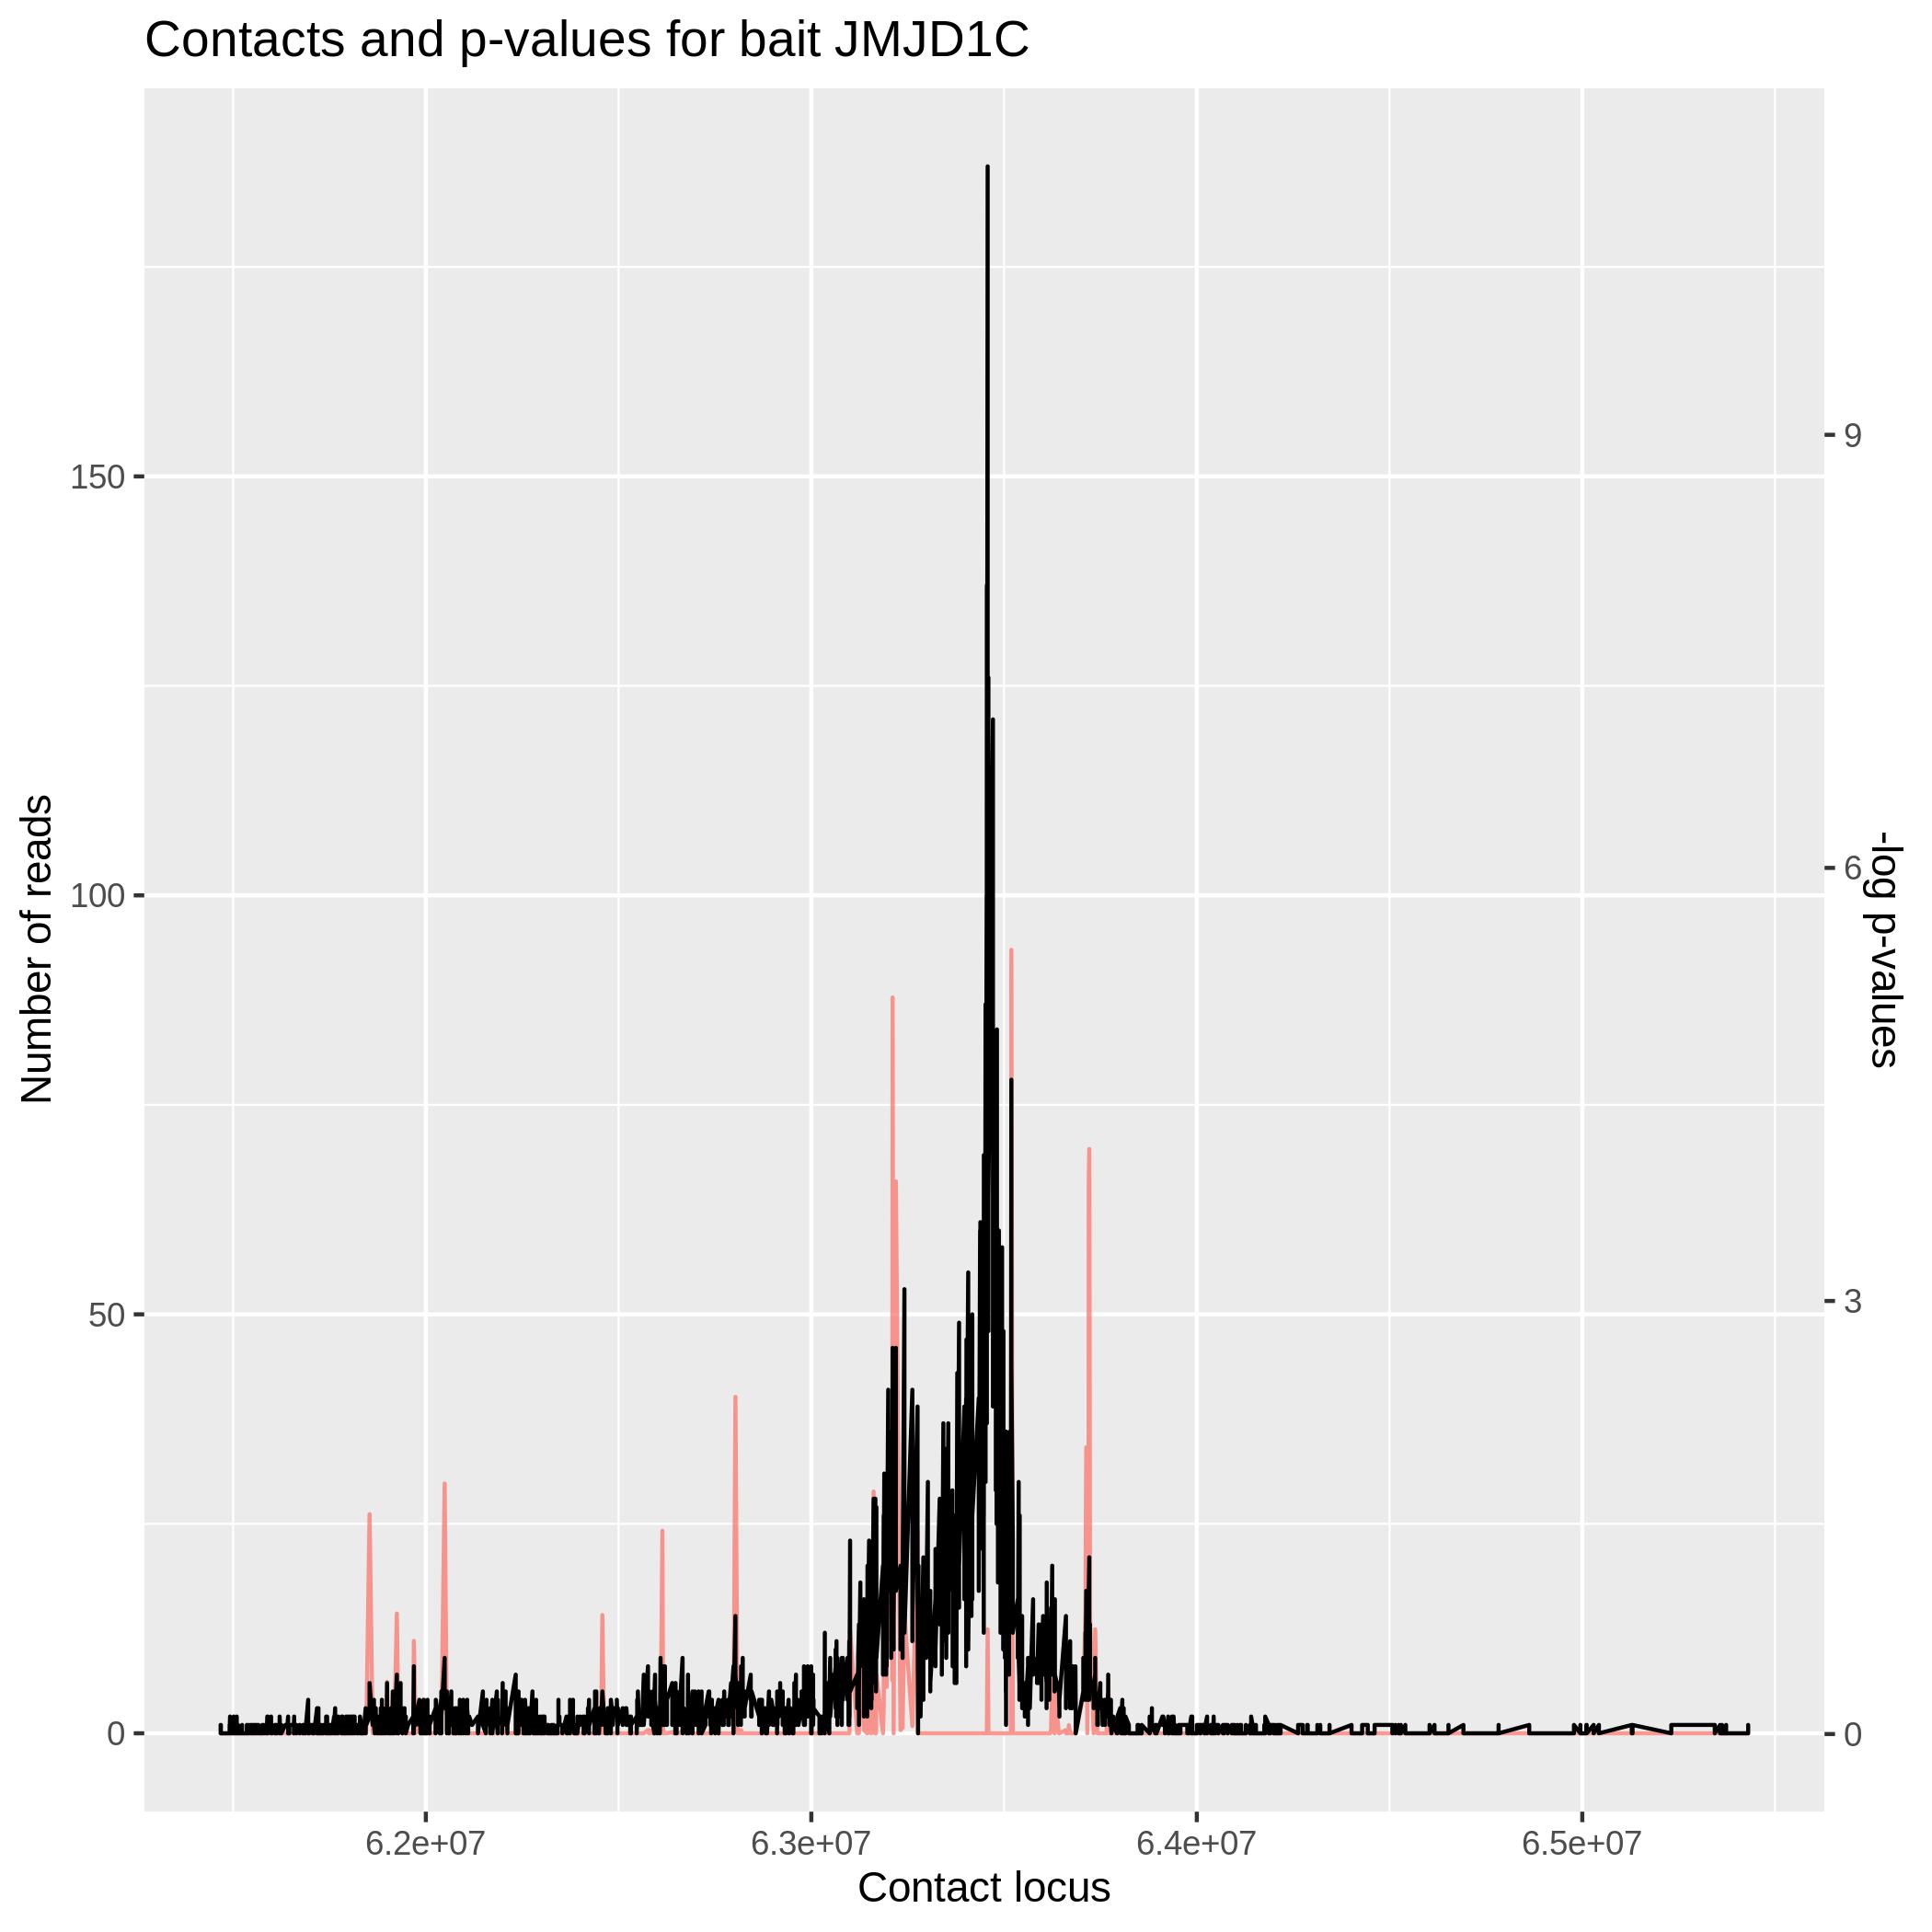 Contacts and p-values for bait JMJD1C
Number of reads
150
100
50
0
9
6
3
0
-log p-values
6.2e+07
6.3e+07
6.4e+07
6.5e+07
Contact locus